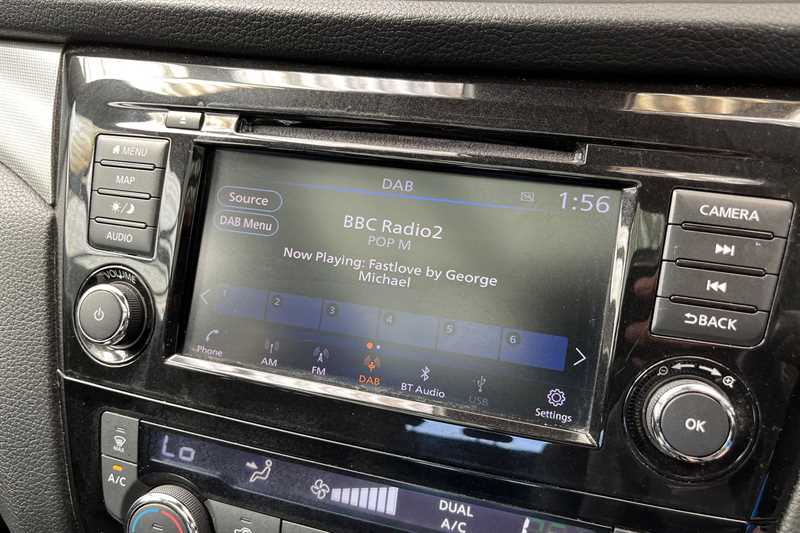 MENU
MAP
AUDIO
VOLUME
DAB
1:56
Source
DAB Menu
BBC Radio2
POP M
Now Playing: Fastlove by George
Michael
1 2 3 4 5 6
Phone
AM
FM
DAB
BT Audio
USB
Settings
CAMERA
BACK
OK
MAX
A/C
Lo
DUAL
A/C